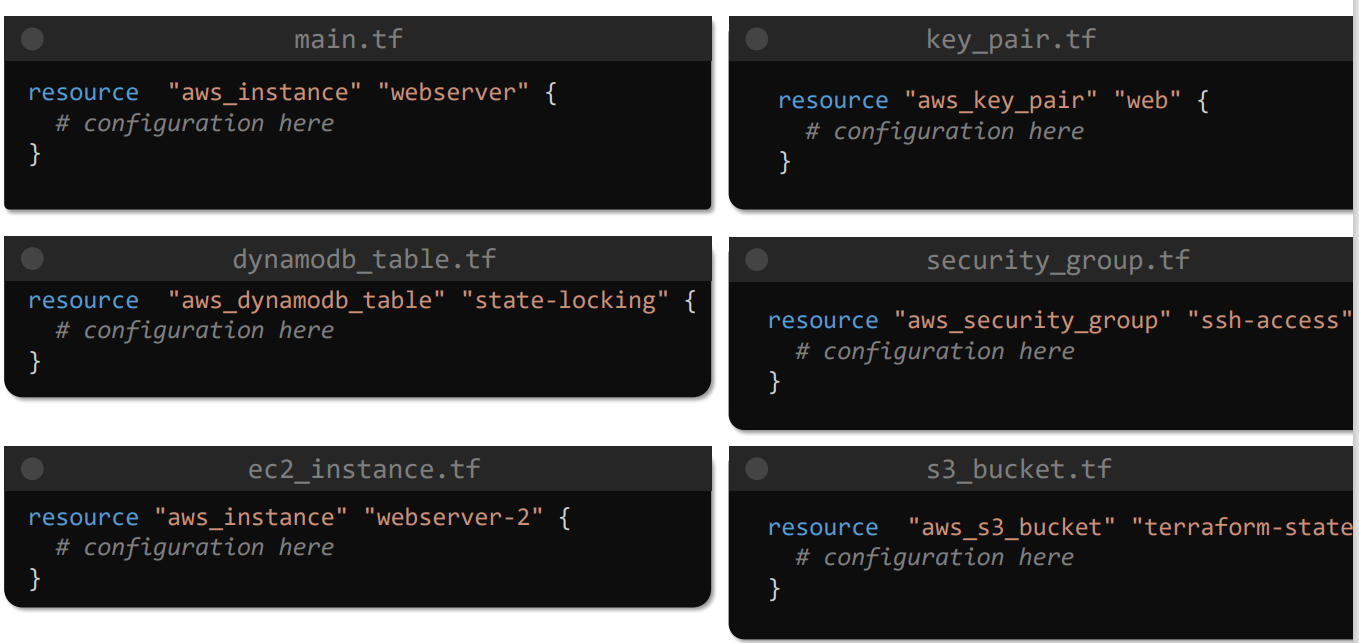 main.tf
resource  "aws_instance" "webserver" {
  # configuration here
}
key_pair.tf
resource "aws_key_pair" "web" {
  # configuration here
}
dynamodb_table.tf
resource  "aws_dynamodb_table" "state-locking" {
  # configuration here
}
security_group.tf
resource "aws_security_group" "ssh-access"
  # configuration here
}
ec2_instance.tf
resource "aws_instance" "webserver-2" {
  # configuration here
}
s3_bucket.tf
resource  "aws_s3_bucket" "terraform-state
  # configuration here
}